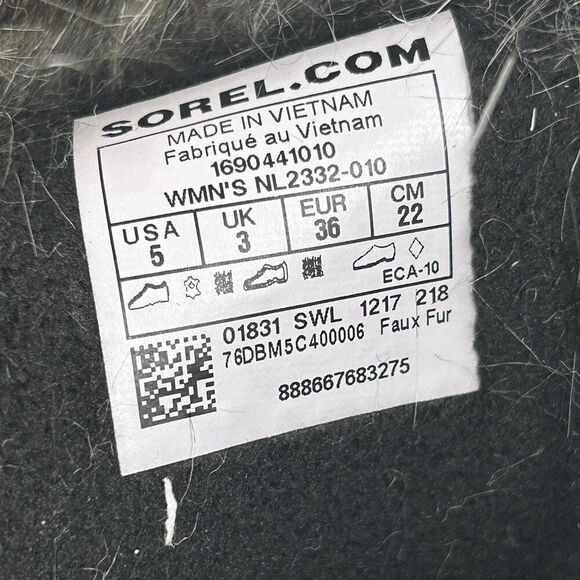 SOREL.COM
MADE IN VIETNAM
Fabriqué au Vietnam
1690441010
WMN'S NL2332-010
USA UK EUR CM
5 3 36 22
ECA-10
01831 SWL 1217 218
76DBM5C400006 Faux Fur
888667683275